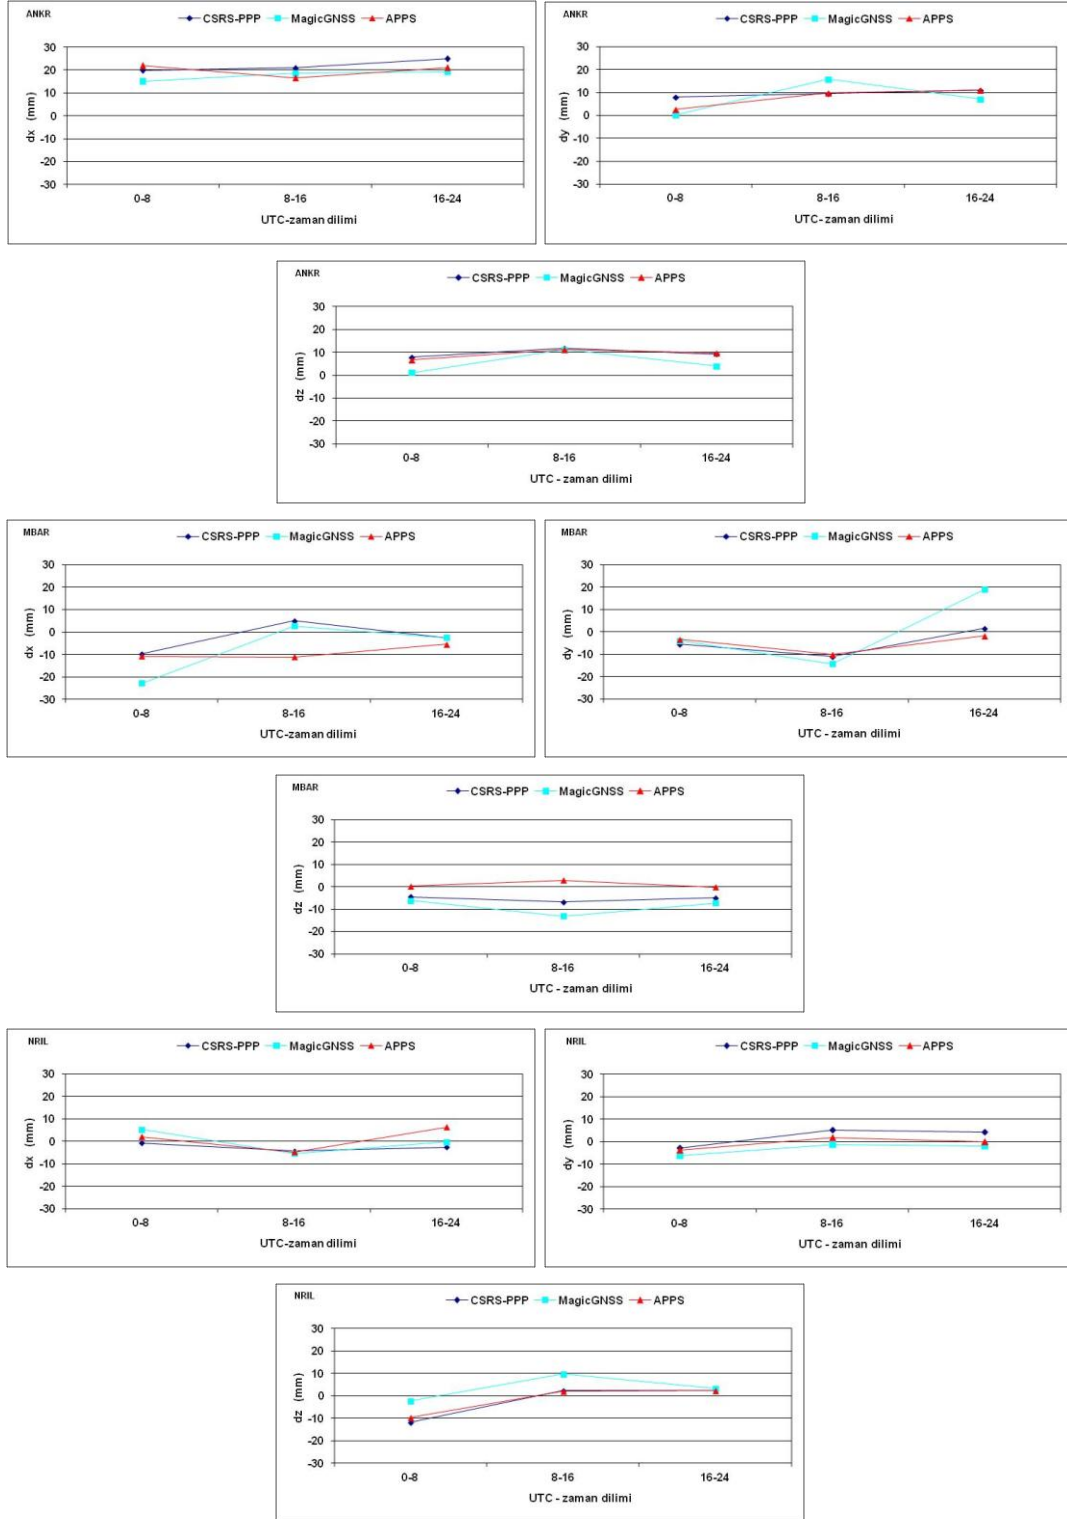 ANKR
CSRS-PPP MagicGNSS APPS
30
20
10
0
-10
-20
-30
dx (mm)
0-8 8-16 16-24
UTC-zaman dilimi
ANKR
CSRS-PPP MagicGNSS APPS
30
20
10
0
-10
-20
-30
dy (mm)
0-8 8-16 16-24
UTC - zaman dilimi
ANKR
CSRS-PPP MagicGNSS APPS
30
20
10
0
-10
-20
-30
dz (mm)
0-8 8-16 16-24
UTC - zaman dilimi
MBAR
CSRS-PPP MagicGNSS APPS
30
20
10
0
-10
-20
-30
dx (mm)
0-8 8-16 16-24
UTC-zaman dilimi
MBAR
CSRS-PPP MagicGNSS APPS
30
20
10
0
-10
-20
-30
dy (mm)
0-8 8-16 16-24
UTC - zaman dilimi
MBAR
CSRS-PPP MagicGNSS APPS
30
20
10
0
-10
-20
-30
dz (mm)
0-8 8-16 16-24
UTC - zaman dilimi
NRIL
CSRS-PPP MagicGNSS APPS
30
20
10
0
-10
-20
-30
dx (mm)
0-8 8-16 16-24
UTC-zaman dilimi
NRIL
CSRS-PPP MagicGNSS APPS
30
20
10
0
-10
-20
-30
dy (mm)
0-8 8-16 16-24
UTC - zaman dilimi
NRIL
CSRS-PPP MagicGNSS APPS
30
20
10
0
-10
-20
-30
dz (mm)
0-8 8-16 16-24
UTC - zaman dilimi